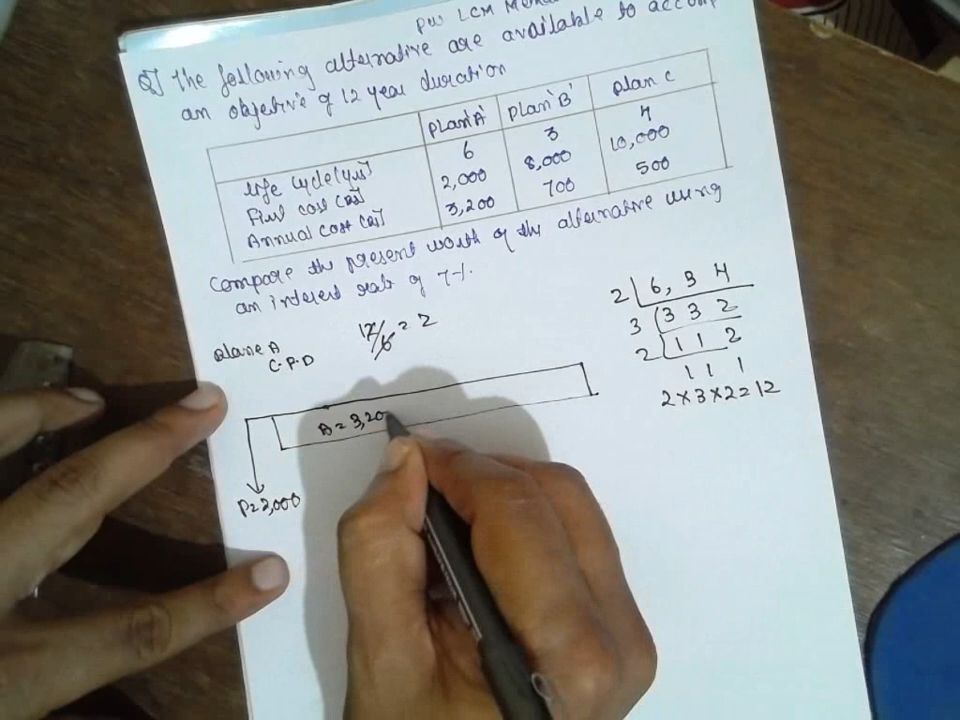 PW LCM
Q] The following alternative are available to accomp
an objective of 12 year duration
Plan 'A' Plan 'B' Plan C
Life cycle (yrs) 6 3 4
First cost (Rs) 2,000 8,000 10,000
Annual cost (Rs) 3,200 700 500
Compare the present worth of the alternative using
an interest rate of 7%.
Plane A 12/6 = 2
C.F.D
2 | 6, 3 4
3 | 3 3 2
2 | 1 1 2
1 1 1
2×3×2=12
A = 3,20
P=2,000